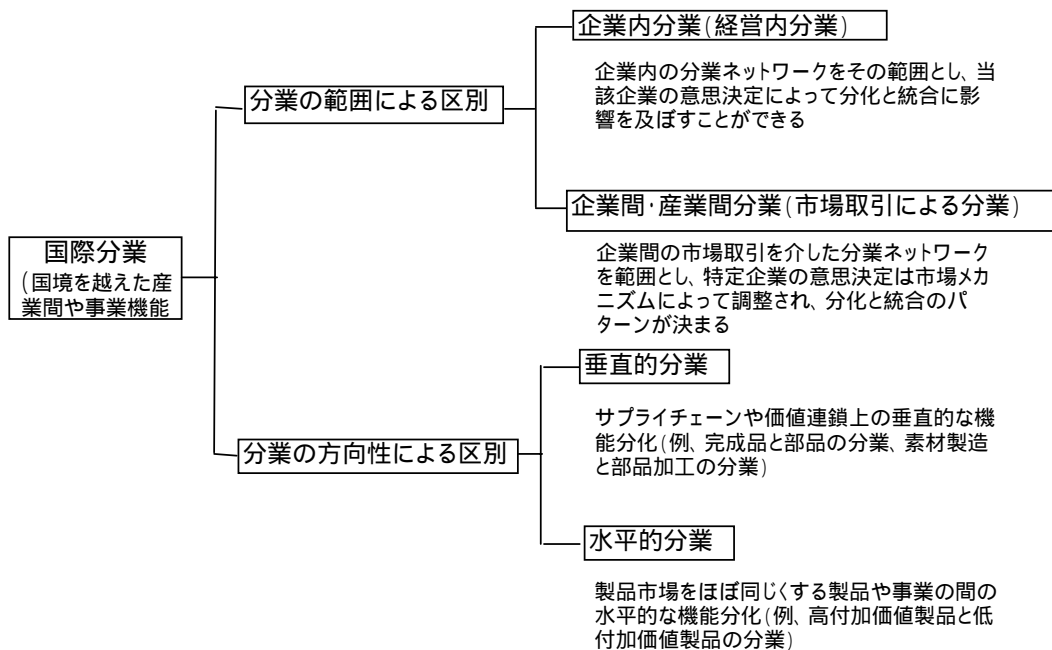 企業内分業(経営内分業)
企業内の分業ネットワークをその範囲とし、当
該企業の意思決定によって分化と統合に影
響を及ぼすことができる
分業の範囲による区別
企業間・産業間分業(市場取引による分業)
企業間の市場取引を介した分業ネットワーク
を範囲とし、特定企業の意思決定は市場メカ
ニズムによって調整され、分化と統合のパ
ターンが決まる
国際分業
(国境を越えた産
業間や事業機能
垂直的分業
サプライチェーンや価値連鎖上の垂直的な機
能分化(例、完成品と部品の分業、素材製造
と部品加工の分業)
分業の方向性による区別
水平的分業
製品市場をほぼ同じくする製品や事業の間の
水平的な機能分化(例、高付加価値製品と低
付加価値製品の分業)